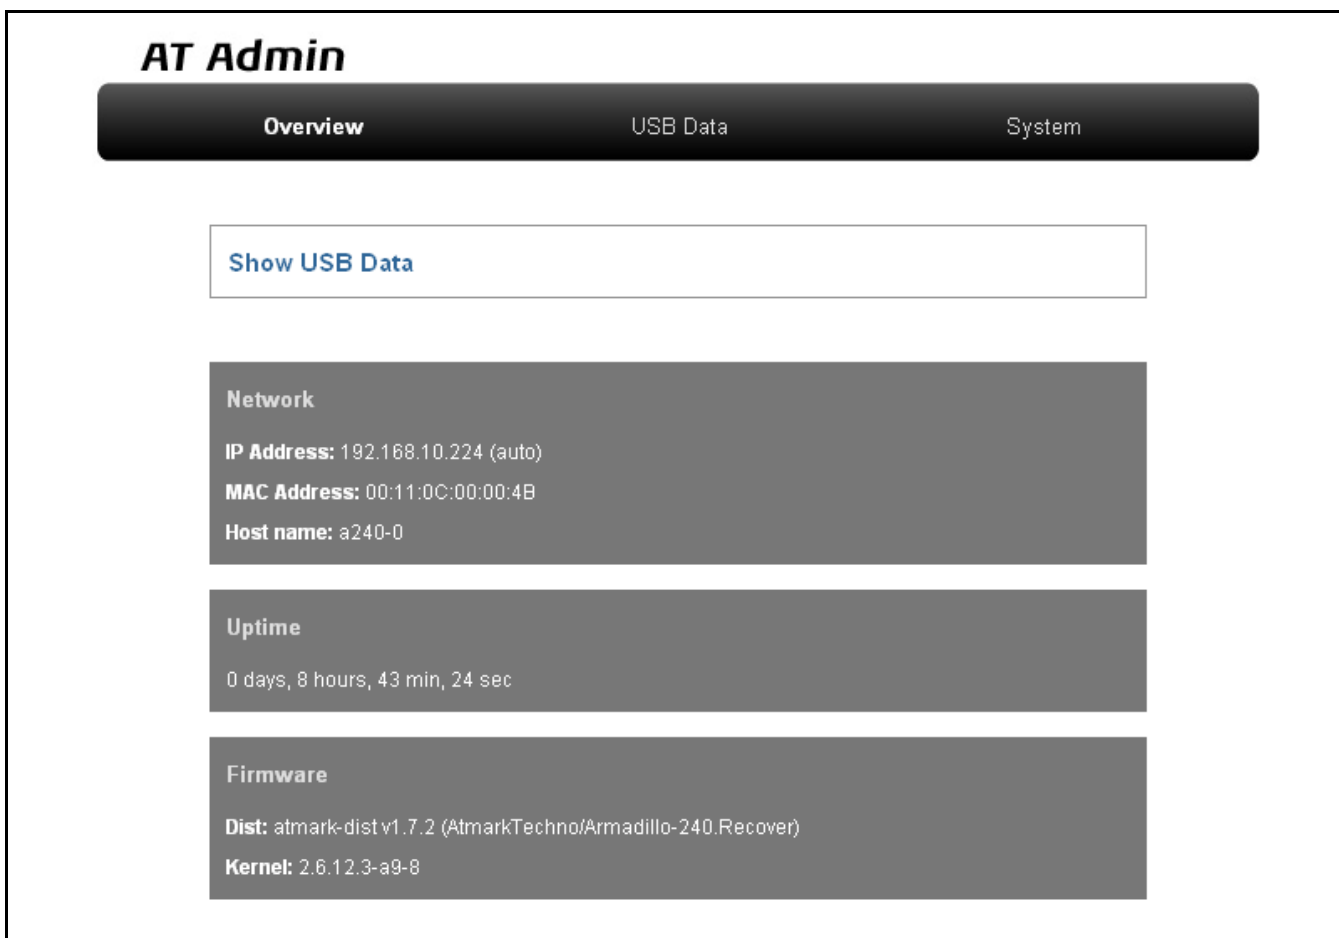 AT Admin
Overview USB Data System
Show USB Data
Network
IP Address: 192.168.10.224 (auto)
MAC Address: 00:11:0C:00:00:4B
Host name: a240-0
Uptime
0 days, 8 hours, 43 min, 24 sec
Firmware
Dist: atmark-dist v1.7.2 (AtmarkTechno/Armadillo-240.Recover)
Kernel: 2.6.12.3-a9-8